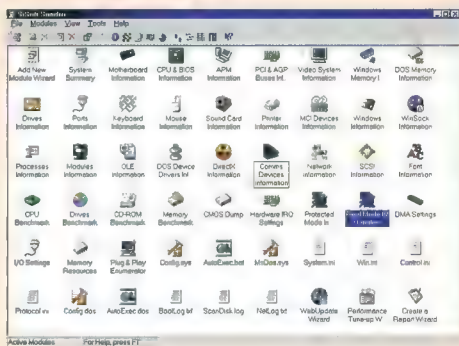 File Modules View Tools Help
Add New Module Wizard
System Summary
Motherboard Information
CPU & BIOS Information
APM Information
PCI & AGP Buses Inf.
Video System Information
Windows Memory I
DOS Memory Information
Drives Information
Ports Information
Keyboard Information
Mouse Information
Sound Card Information
Printer Information
MCI Devices Information
Windows Information
WinSock Information
Processes Information
Modules Information
OLE Information
DOS Device Drivers Inf
DirectX Information
Comms Devices Information
Network Information
SCSI Information
Font Information
CPU Benchmark
Drives Benchmark
CD-ROM Benchmark
Memory Benchmark
CMOS Dump
Hardware IRQ Settings
Protected Mode In
DMA Settings
I/O Settings
Memory Resources
Plug & Play Enumerator
Config.sys
AutoExec.bat
MsDos.sys
System.ini
Win.ini
Control.ini
Protocol.ini
Config.dos
AutoExec.dos
BootLog.txt
ScanDisk.log
NetLog.txt
WebUpdate Wizard
Performance Tune-up W
Create a Report Wizard
Active Modules
For Help, press F1